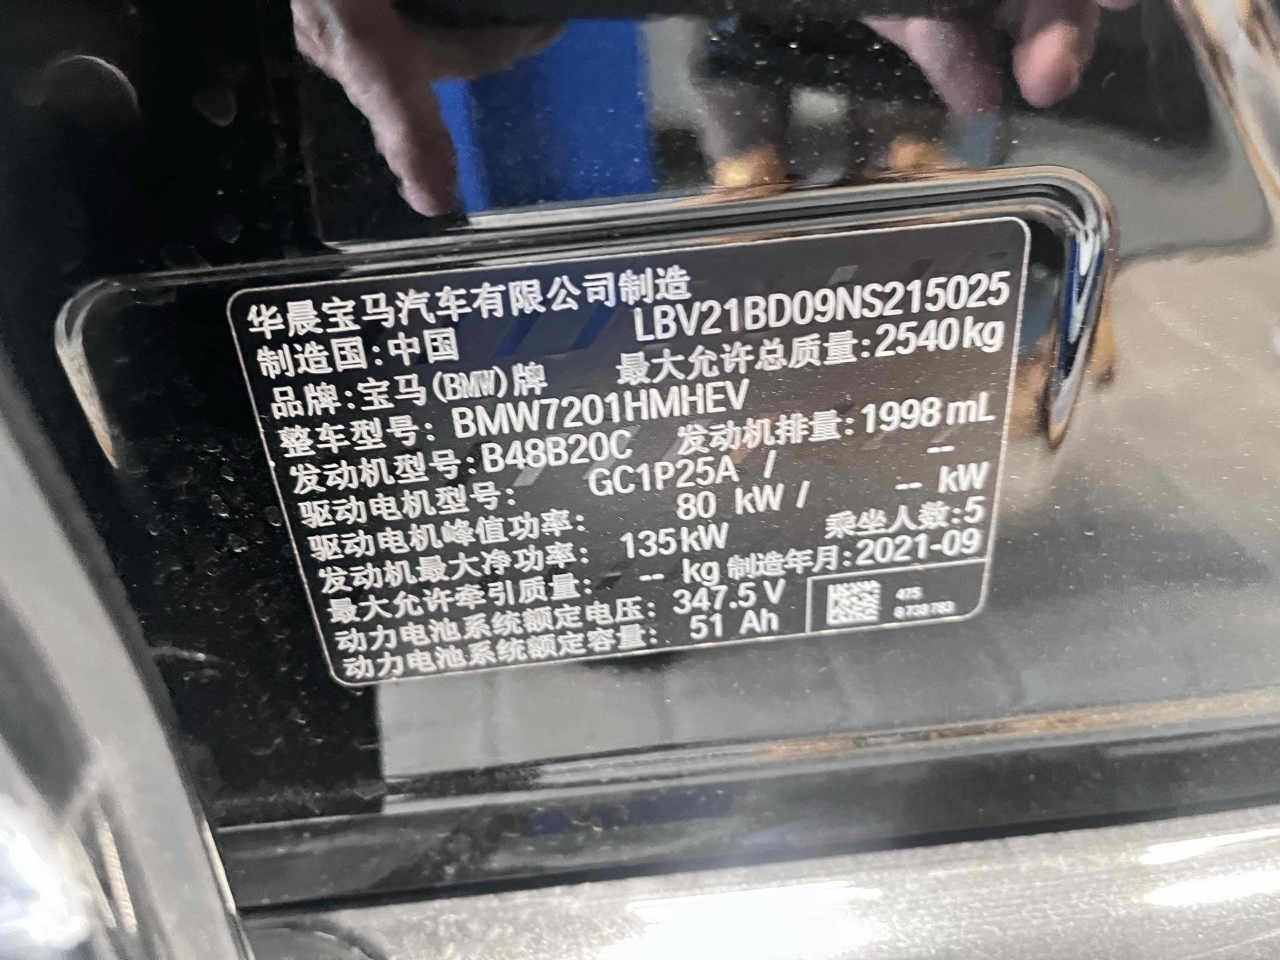 华晨宝马汽车有限公司制造
制造国:中国 LBV21BD09NS215025
品牌:宝马(BMW)牌 最大允许总质量:2540kg
整车型号: BMW7201HMHEV
发动机型号:B48B20C 发动机排量:1998mL
驱动电机型号: GC1P25A / --
驱动电机峰值功率: 80 kW / -- kW
发动机最大净功率: 135kW 乘坐人数:5
最大允许牵引质量: -- kg 制造年月:2021-09
动力电池系统额定电压: 347.5 V
动力电池系统额定容量: 51 Ah
475
8738783